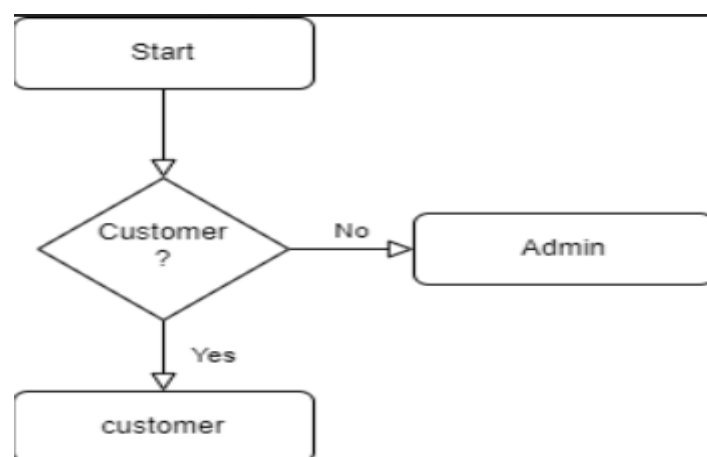 Start
Customer
?
No
Admin
Yes
customer